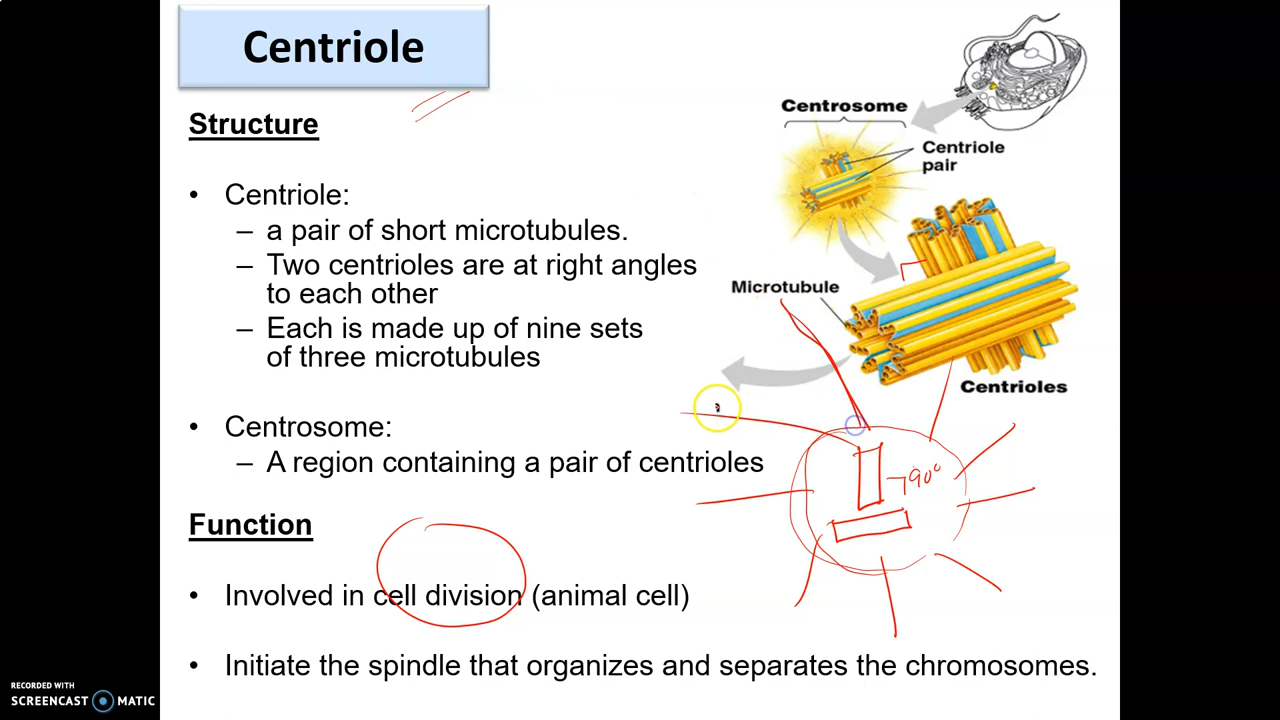 Centriole
Structure
• Centriole:
– a pair of short microtubules.
– Two centrioles are at right angles
to each other
– Each is made up of nine sets
of three microtubules
• Centrosome:
– A region containing a pair of centrioles
Function
• Involved in cell division (animal cell)
• Initiate the spindle that organizes and separates the chromosomes.
Centrosome
Centriole
pair
Microtubule
Centrioles
90°
RECORDED WITH
SCREENCAST MATIC